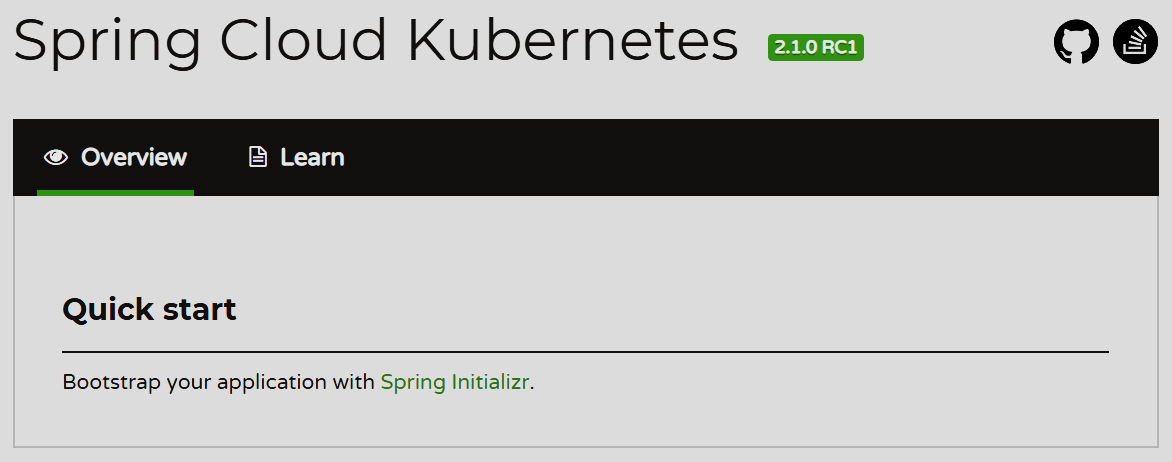 Spring Cloud Kubernetes 2.1.0 RC1
Overview Learn
Quick start
Bootstrap your application with Spring Initializr.